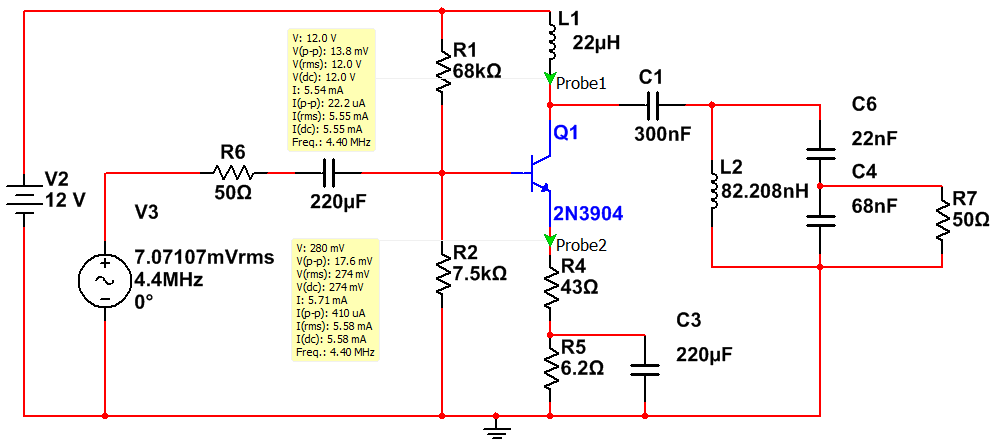 L1
22µH
V: 12.0 V
V(p-p): 13.8 mV
V(rms): 12.0 V
V(dc): 12.0 V
I: 5.54 mA
I(p-p): 22.2 uA
I(rms): 5.55 mA
I(dc): 5.55 mA
Freq.: 4.40 MHz
R1
68kΩ
Probe1
C1
300nF
C6
22nF
Q1
R6
50Ω
220µF
V2
12 V
C4
68nF
L2
82.208nH
R7
50Ω
V3
2N3904
7.07107mVrms
4.4MHz
0°
V: 280 mV
V(p-p): 17.6 mV
V(rms): 274 mV
V(dc): 274 mV
I: 5.71 mA
I(p-p): 410 uA
I(rms): 5.58 mA
I(dc): 5.58 mA
Freq.: 4.40 MHz
R2
7.5kΩ
Probe2
R4
43Ω
C3
220µF
R5
6.2Ω